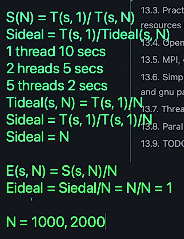 S(N) = T(s, 1)/ T(s, N)
Sideal = T(s, 1)/Tideal(s, N)
1 thread 10 secs
2 hreads 5 secs
5 threads 2 secs
Tideal(s, N) = T(s, 1)/N
Sideal = T(s, 1)/T(s, 1)/N
Sideal = N
E(s, N) = S(s, N)/N
Eideal = Siedal/N = N/N = 1
N = 1000, 2000
13.3. Pract
resources
13.4. Open
13.5. MPI,
13.6. Simp
and gnu pa
13.7. Threa
13.8. Paral
13.9. TODO